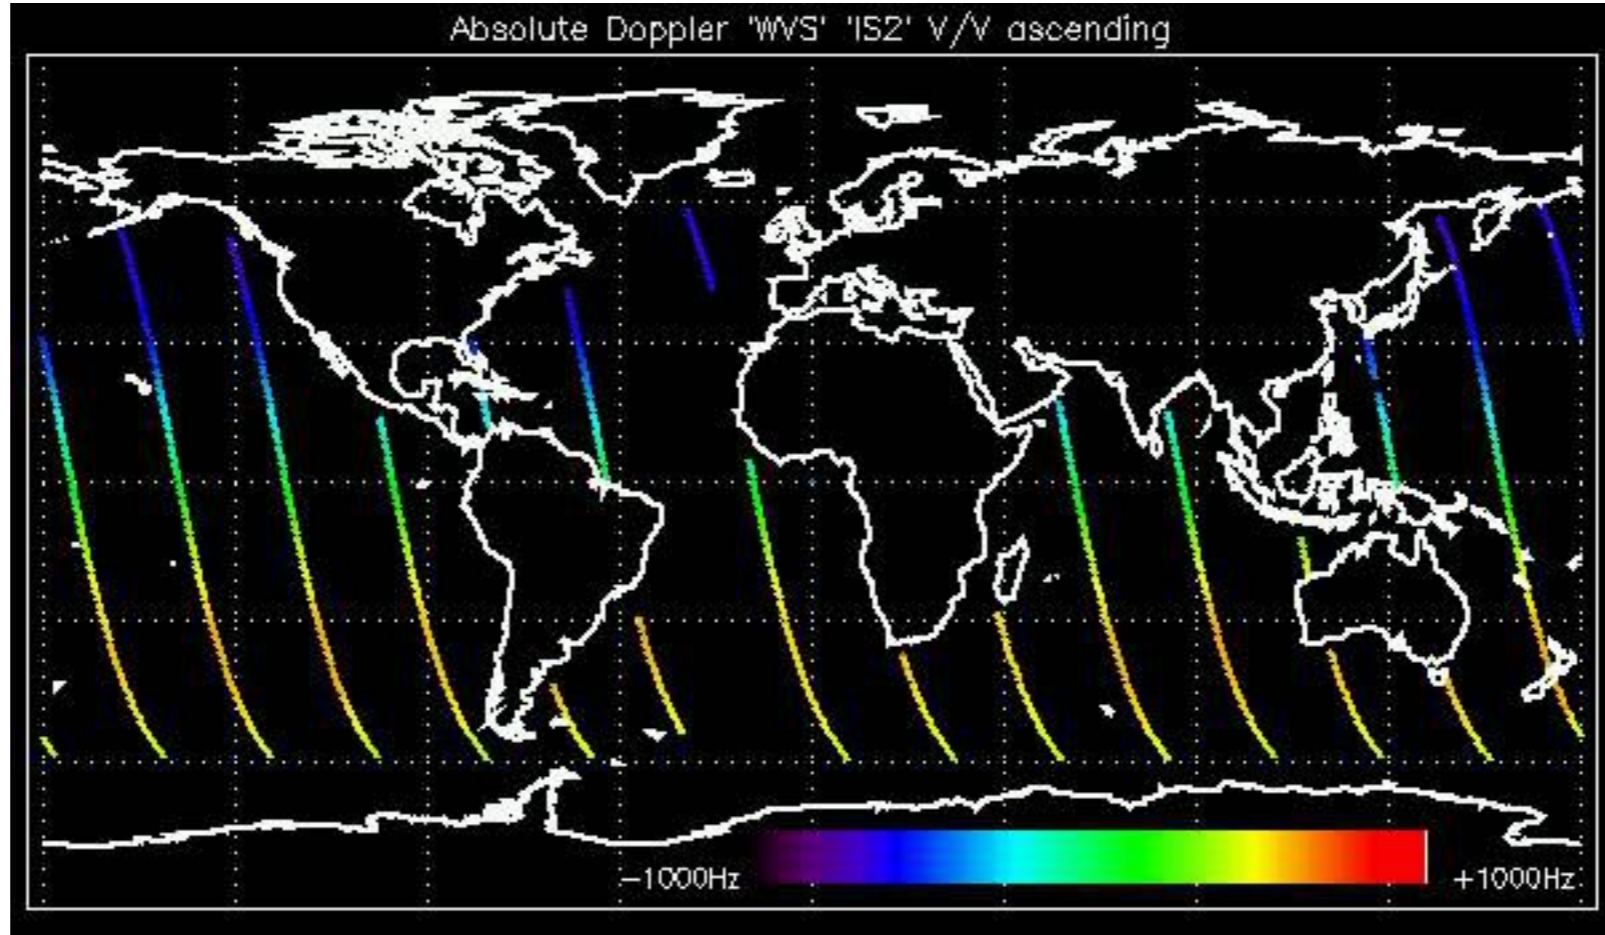 Absolute Doppler 'WVS' 'IS2' V/V ascending
-1000Hz +1000Hz